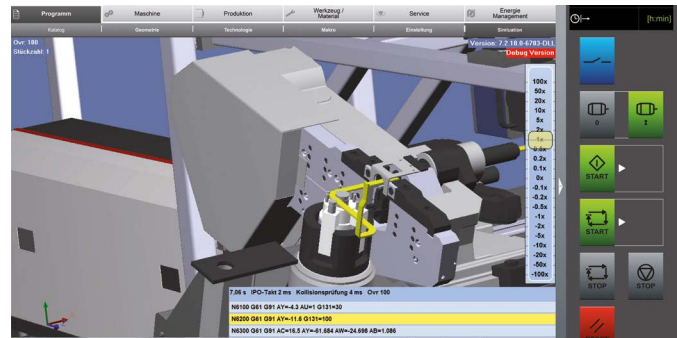 Programm
Maschine
Produktion
Werkzeug /
Material
Service
Energie
Management
Katalog
Geometrie
Technologie
Makro
Einstellung
Simulation
[h:min]
Ovr: 100
Stückzahl: 1
Version: 7.2.18.0-6793-DLL
Debug Version
100x
50x
20x
10x
5x
2x
1x
0.5x
0.2x
0.1x
0x
-0.1x
-0.2x
-0.5x
-1x
-2x
-5x
-10x
-20x
-50x
-100x
0
I
START
START
STOP
STOP
7,06 s IPO-Takt 2 ms Kollisionsprüfung 4 ms Ovr 100
N6100 G61 G91 AY=-4.3 AU=1 G131=30
N6200 G61 G91 AY=-11.6 G131=100
N6300 G61 G91 AC=16.5 AY=-61.684 AW=-24.698 AB=1.086